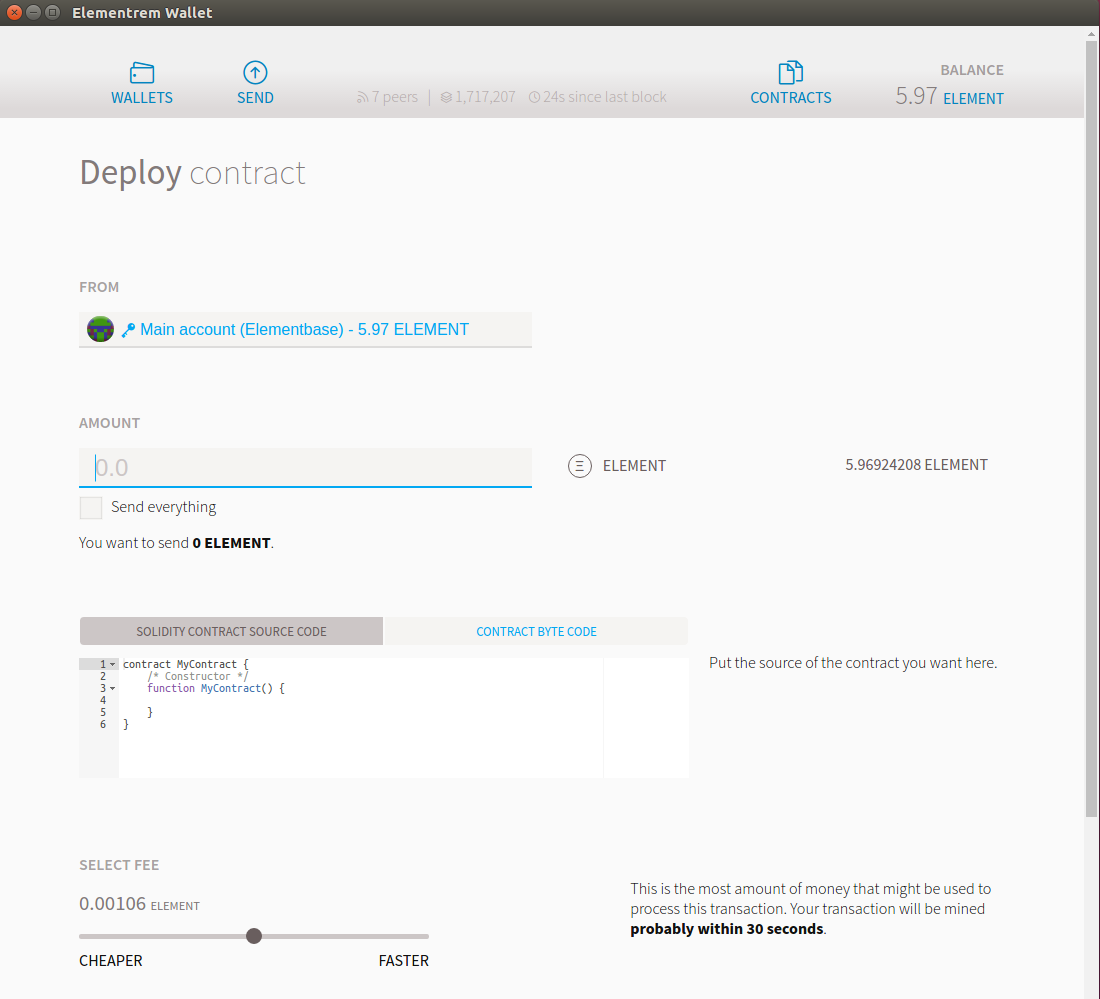 Elementrem Wallet
WALLETS
SEND
7 peers | 1,717,207 24s since last block
CONTRACTS
BALANCE
5.97 ELEMENT
Deploy contract
FROM
Main account (Elementbase) - 5.97 ELEMENT
AMOUNT
0.0
ELEMENT
5.96924208 ELEMENT
Send everything
You want to send 0 ELEMENT.
SOLIDITY CONTRACT SOURCE CODE
CONTRACT BYTE CODE
1 contract MyContract {
2     /* Constructor */
3     function MyContract() {
4
5     }
6 }
Put the source of the contract you want here.
SELECT FEE
0.00106 ELEMENT
CHEAPER
FASTER
This is the most amount of money that might be used to
process this transaction. Your transaction will be mined
probably within 30 seconds.